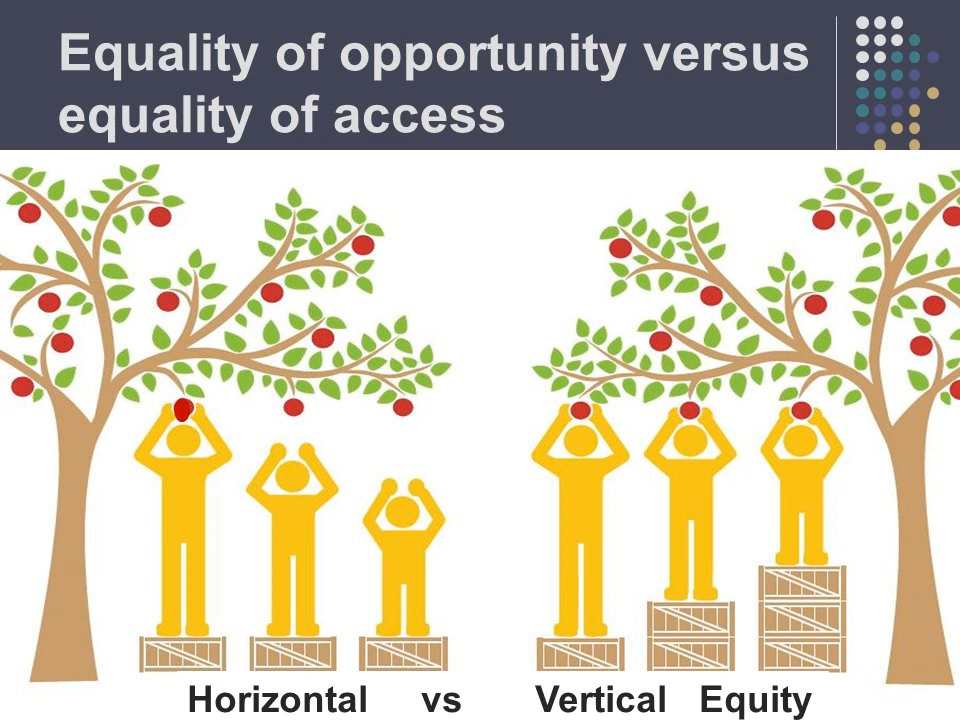 Equality of opportunity versus
equality of access
Horizontal vs Vertical Equity